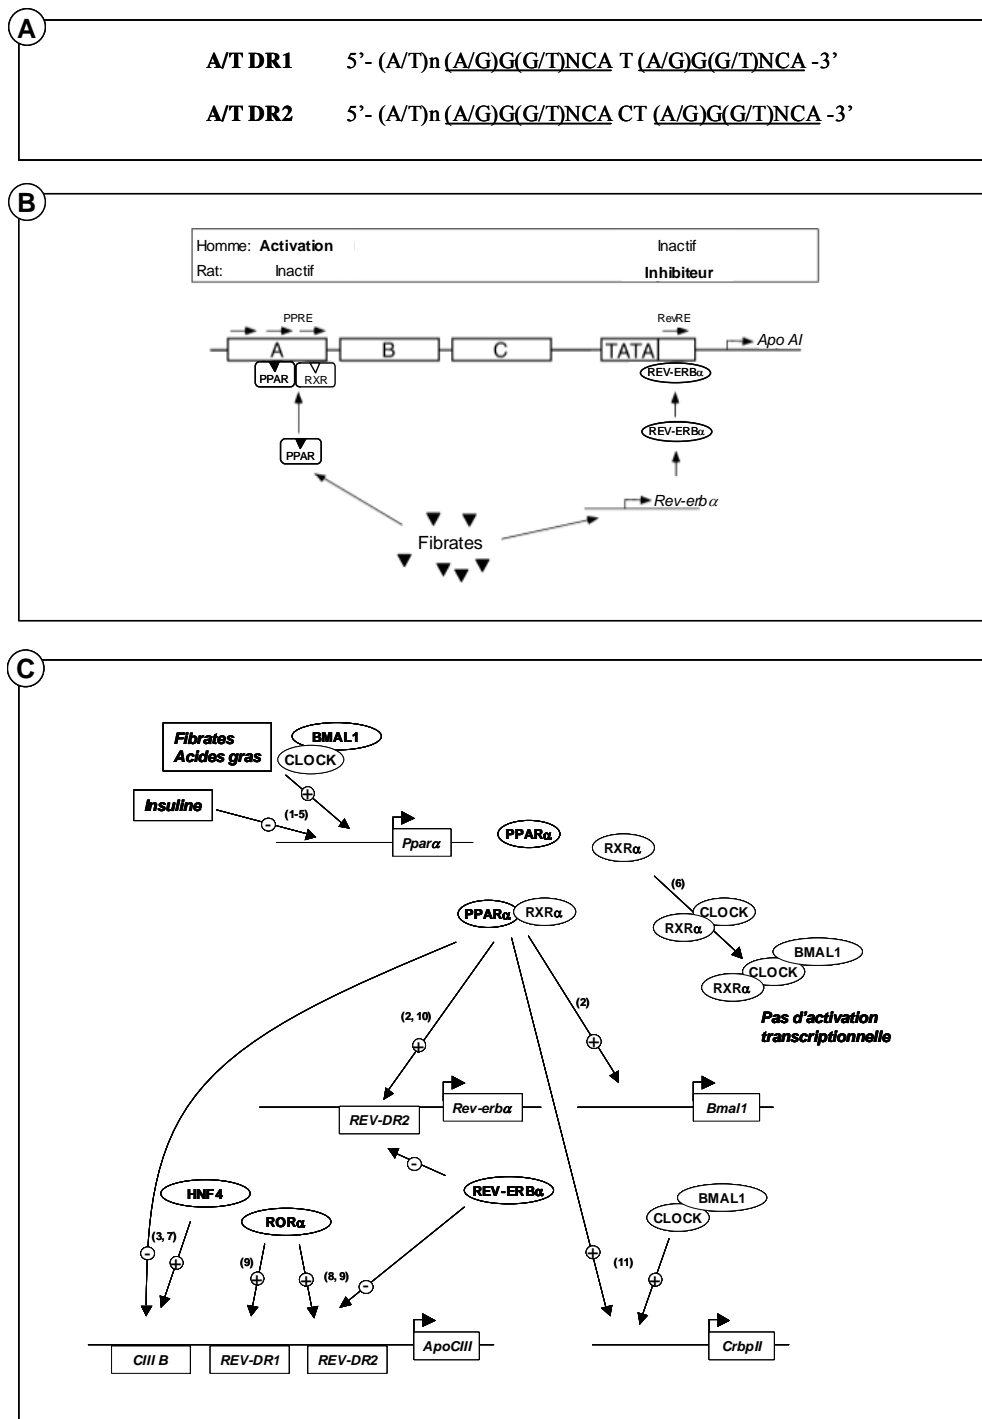 A
A/T DR1 5’- (A/T)n (A/G)G(G/T)NCA T (A/G)G(G/T)NCA -3’
A/T DR2 5’- (A/T)n (A/G)G(G/T)NCA CT (A/G)G(G/T)NCA -3’
B
Homme: Activation Inactif
Rat: Inactif Inhibiteur
PPRE RevRE
A B C TATA Apo AI
PPAR RXR REV-ERBα
PPAR REV-ERBα
Rev-erbα
Fibrates
C
Fibrates
Acides gras
BMAL1
CLOCK
Insuline
- (1-5) +
Pparα
PPARα
RXRα
(6)
PPARα RXRα
CLOCK
RXRα
BMAL1
CLOCK
RXRα
Pas d'activation
transcriptionnelle
(2, 10)
+
(2)
+
REV-DR2 Rev-erbα
Bmal1
-
REV-ERBα
HNF4
RORα
BMAL1
CLOCK
- (3, 7) +
(9) + + (8, 9) -
+ (11) +
CIII B REV-DR1 REV-DR2 ApoCIII
CrbpII